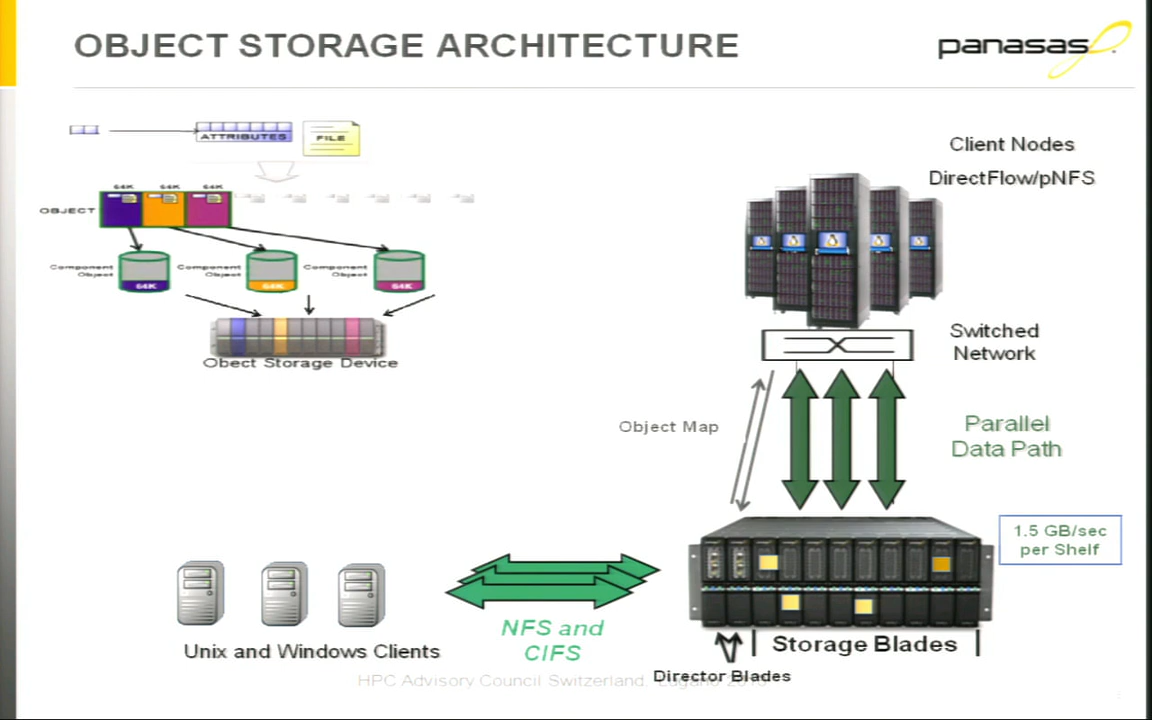 OBJECT STORAGE ARCHITECTURE
panasas
ATTRIBUTES
FILE
64K
64K
64K
OBJECT
Component
Object
Component
Object
Component
Object
64K
64K
64K
Obect Storage Device
Client Nodes
DirectFlow/pNFS
Switched
Network
Object Map
Parallel
Data Path
1.5 GB/sec
per Shelf
NFS and
CIFS
Unix and Windows Clients
Storage Blades
Director Blades
HPC Advisory Council Switzerland,